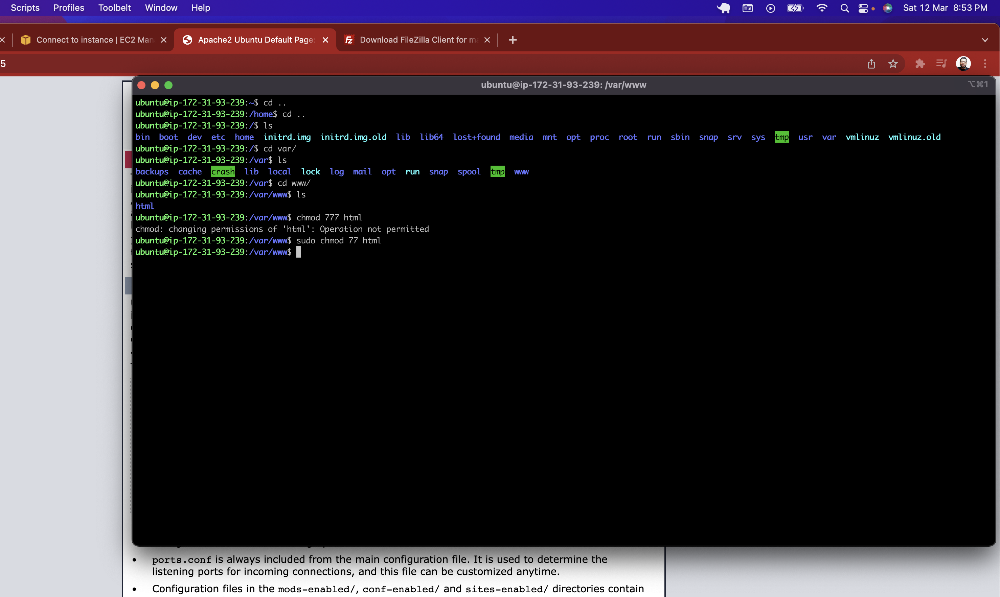 Scripts Profiles Toolbelt Window Help Sat 12 Mar 8:53 PM
Connect to instance | EC2 Man Apache2 Ubuntu Default Page: Download FileZilla Client for ma
5
ubuntu@ip-172-31-93-239: /var/www ⌥⌘1
ubuntu@ip-172-31-93-239:~$ cd ..
ubuntu@ip-172-31-93-239:/home$ cd ..
ubuntu@ip-172-31-93-239:/$ ls
bin boot dev etc home initrd.img initrd.img.old lib lib64 lost+found media mnt opt proc root run sbin snap srv sys tmp usr var vmlinuz vmlinuz.old
ubuntu@ip-172-31-93-239:/$ cd var/
ubuntu@ip-172-31-93-239:/var$ ls
backups cache crash lib local lock log mail opt run snap spool tmp www
ubuntu@ip-172-31-93-239:/var$ cd www/
ubuntu@ip-172-31-93-239:/var/www$ ls
html
ubuntu@ip-172-31-93-239:/var/www$ chmod 777 html
chmod: changing permissions of 'html': Operation not permitted
ubuntu@ip-172-31-93-239:/var/www$ sudo chmod 77 html
ubuntu@ip-172-31-93-239:/var/www$
• ports.conf is always included from the main configuration file. It is used to determine the
listening ports for incoming connections, and this file can be customized anytime.
• Configuration files in the mods-enabled/, conf-enabled/ and sites-enabled/ directories contain